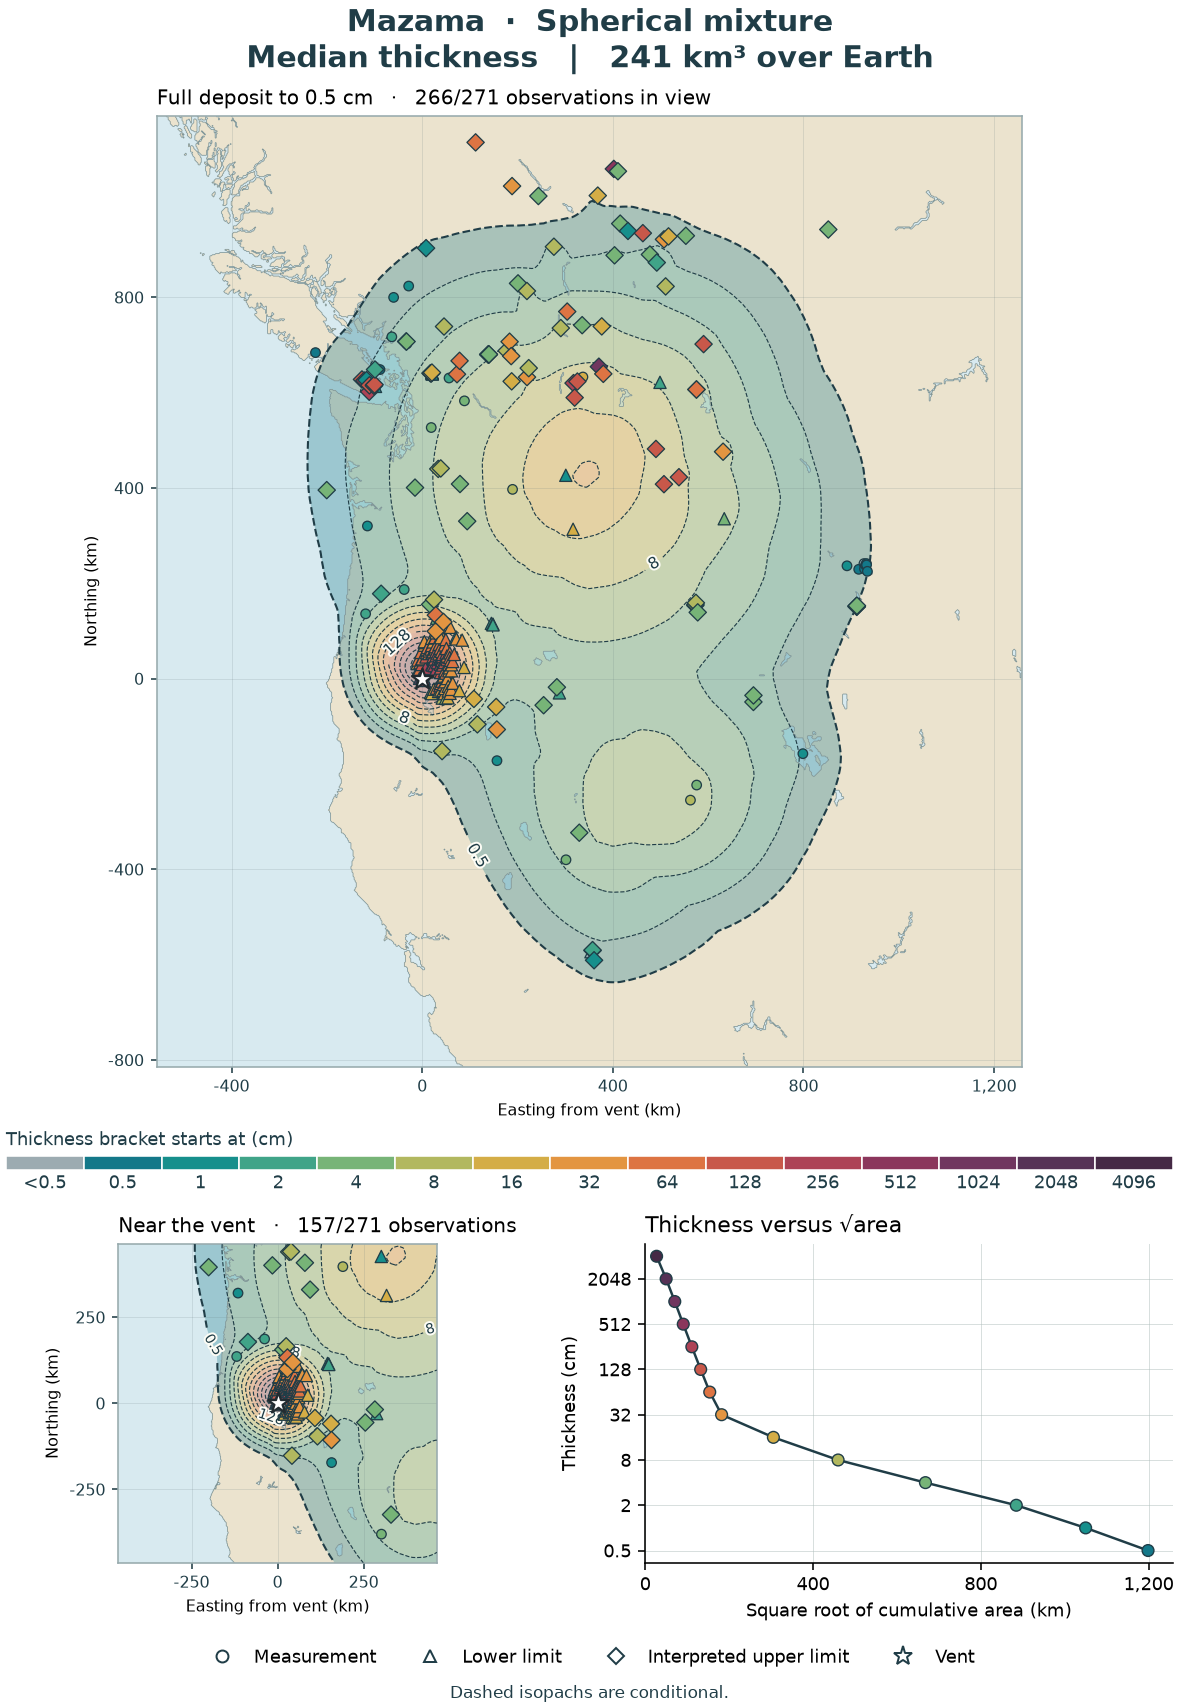 Mazama · Spherical mixture
Median thickness | 241 km³ over Earth
Full deposit to 0.5 cm · 266/271 observations in view
800
400
0
-400
-800
Northing (km)
128
8
8
0.5
-400
0
400
800
1,200
Easting from vent (km)
Thickness bracket starts at (cm)
<0.5 0.5 1 2 4 8 16 32 64 128 256 512 1024 2048 4096
Near the vent · 157/271 observations
250
0
-250
Northing (km)
0.5
8
8
128
-250 0 250
Easting from vent (km)
Thickness versus √area
2048
512
128
32
8
2
0.5
Thickness (cm)
0 400 800 1,200
Square root of cumulative area (km)
Measurement Lower limit Interpreted upper limit Vent
Dashed isopachs are conditional.